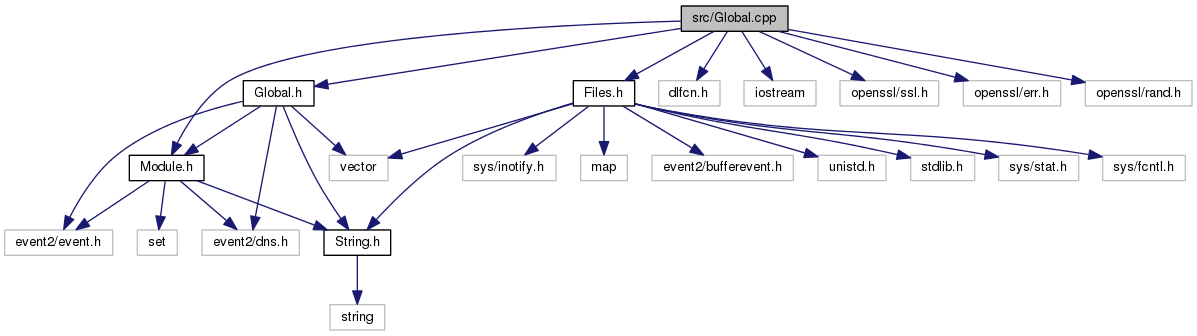 src/Global.cpp
Global.h
Files.h
dlfcn.h
iostream
openssl/ssl.h
openssl/err.h
openssl/rand.h
Module.h
vector
sys/inotify.h
map
event2/bufferevent.h
unistd.h
stdlib.h
sys/stat.h
sys/fcntl.h
event2/event.h
set
event2/dns.h
String.h
string